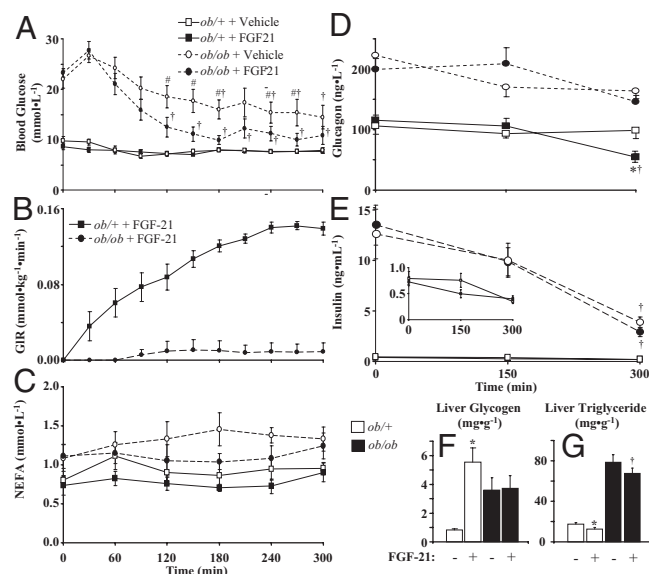 A
ob/+ + Vehicle
ob/+ + FGF21
ob/ob + Vehicle
ob/ob + FGF21
Blood Glucose
(mmol•L-1)
30
20
10
0
# # #† #† #† †
† † † † † † †
B
ob/+ + FGF-21
ob/ob + FGF-21
GIR (mmol•kg-1•min-1)
0.16
0.08
0.00
C
NEFA (mmol•L-1)
2.0
1.5
1.0
0.5
0.0
0 60 120 180 240 300
Time (min)
D
Glucagon
(ng•L-1)
200
100
0
*†
E
Insulin
(ng•mL-1)
15
10
5
0
1.0
0.5
0
0 150 300
†
†
0 150 300
Time (min)
ob/+
ob/ob
Liver Glycogen
(mg•g-1)
F
8
6
4
2
0
*
Liver Triglyceride
(mg•g-1)
G
80
40
0
*
†
FGF-21: - + - + - + - +